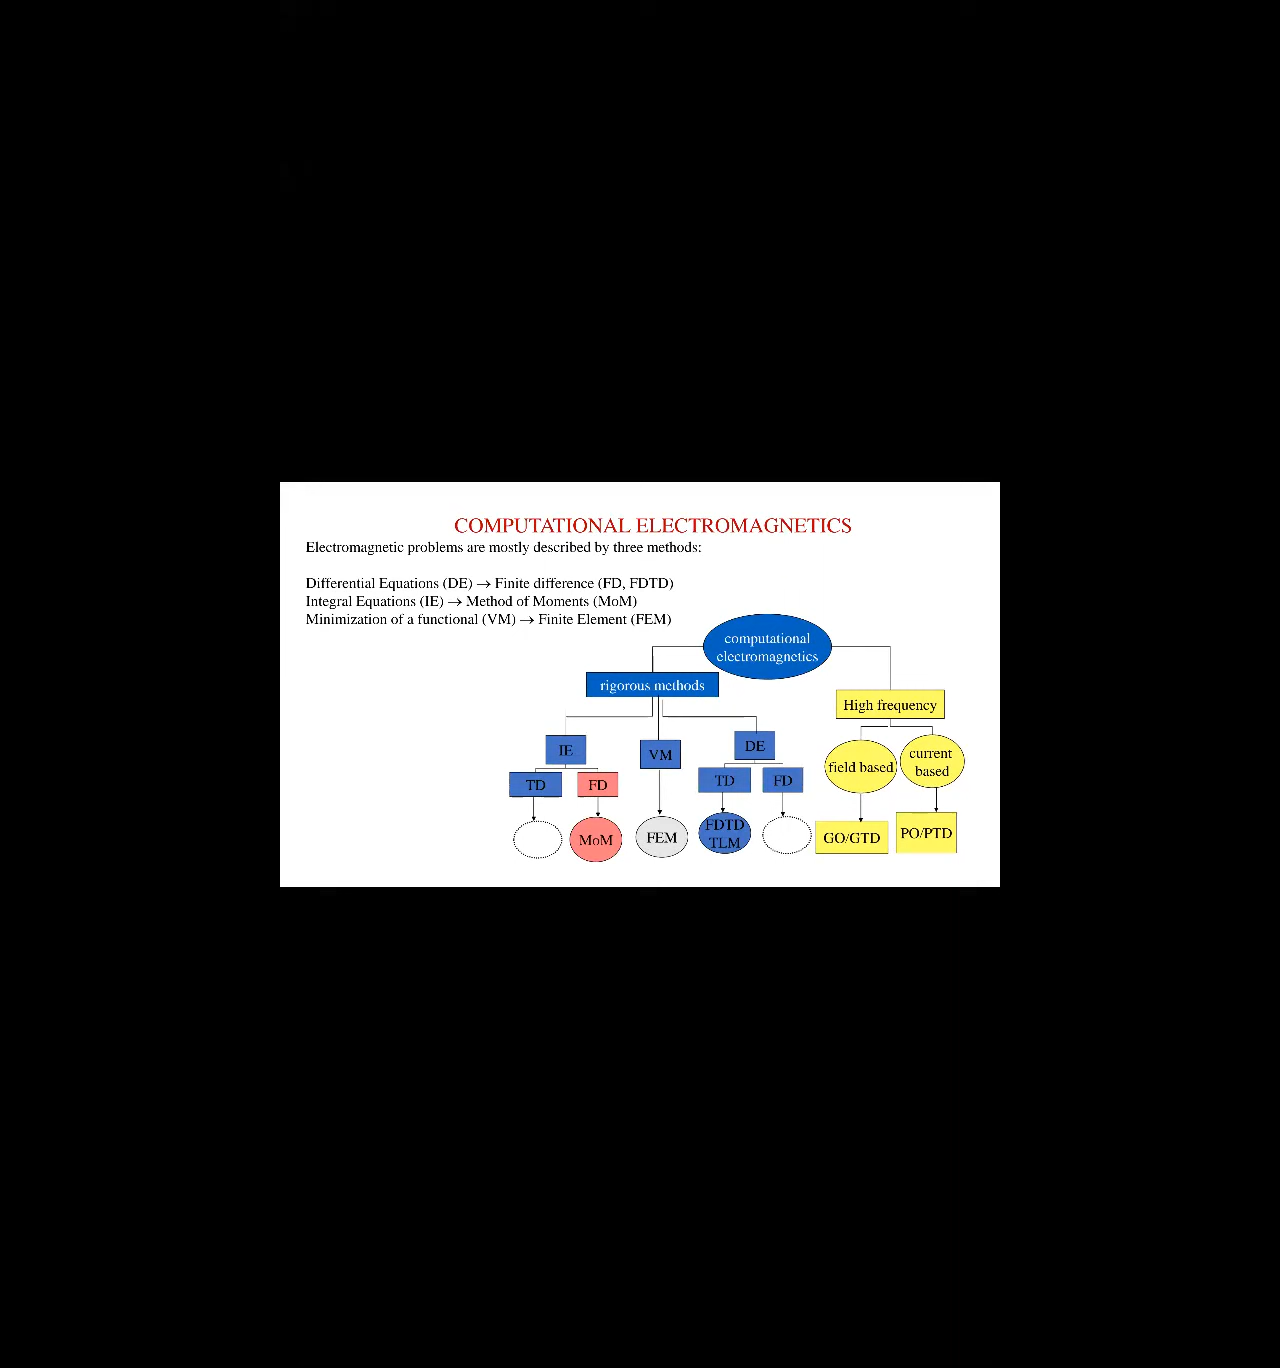 COMPUTATIONAL ELECTROMAGNETICS
Electromagnetic problems are mostly described by three methods:
Differential Equations (DE) → Finite difference (FD, FDTD)
Integral Equations (IE) → Method of Moments (MoM)
Minimization of a functional (VM) → Finite Element (FEM)
computational
electromagnetics
rigorous methods
High frequency
IE
VM
DE
field based
current
based
TD
FD
TD
FD
MoM
FEM
FDTD
TLM
GO/GTD
PO/PTD